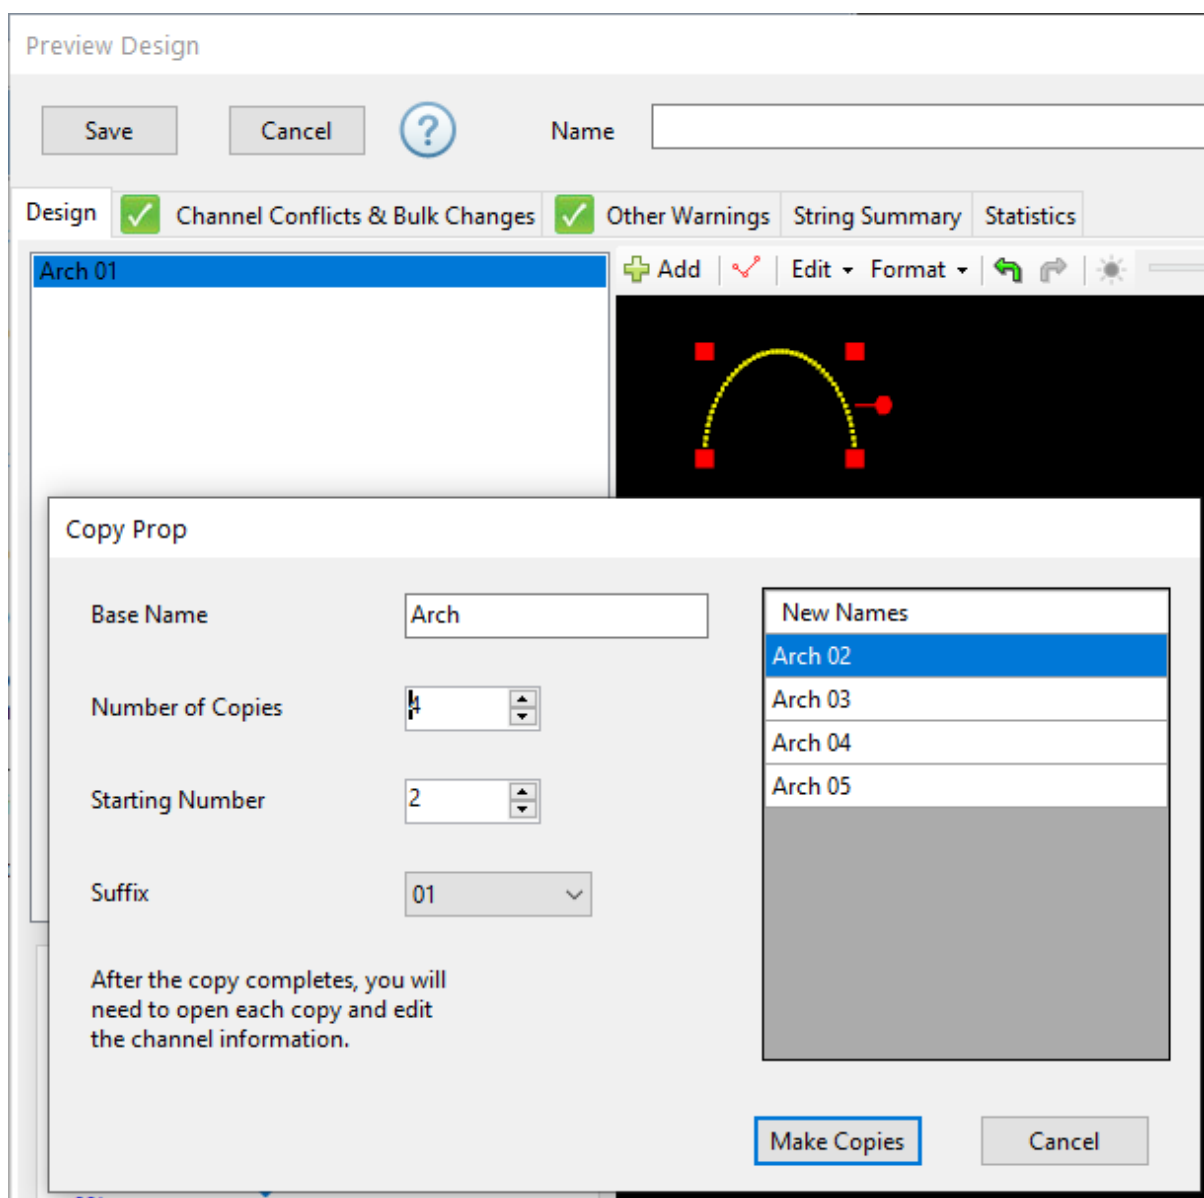 Preview Design
Save
Cancel
?
Name
Design
Channel Conflicts & Bulk Changes
Other Warnings
String Summary
Statistics
Arch 01
Add
Edit
Format
Copy Prop
Base Name
Arch
Number of Copies
4
Starting Number
2
Suffix
01
After the copy completes, you will
need to open each copy and edit
the channel information.
New Names
Arch 02
Arch 03
Arch 04
Arch 05
Make Copies
Cancel